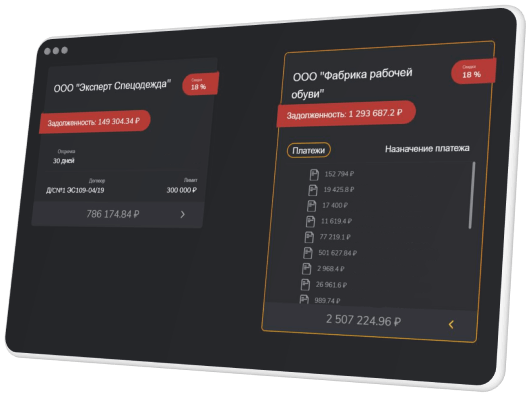 ООО "Эксперт Спецодежда"
Скидка
18 %
Задолженность: 149 304.34 ₽
Отсрочка
30 дней
Договор
Лимит
Д/С№1 ЭС109-04/19
300 000 ₽
786 174.84 ₽
ООО "Фабрика рабочей
обуви"
Скидка
18 %
Задолженность: 1 293 687.2 ₽
Платежи
Назначение платежа
152 794 ₽
19 425.8 ₽
17 400 ₽
11 619.4 ₽
77 219.1 ₽
501 627.84 ₽
2 968.4 ₽
26 961.6 ₽
989.74 ₽
2 507 224.96 ₽